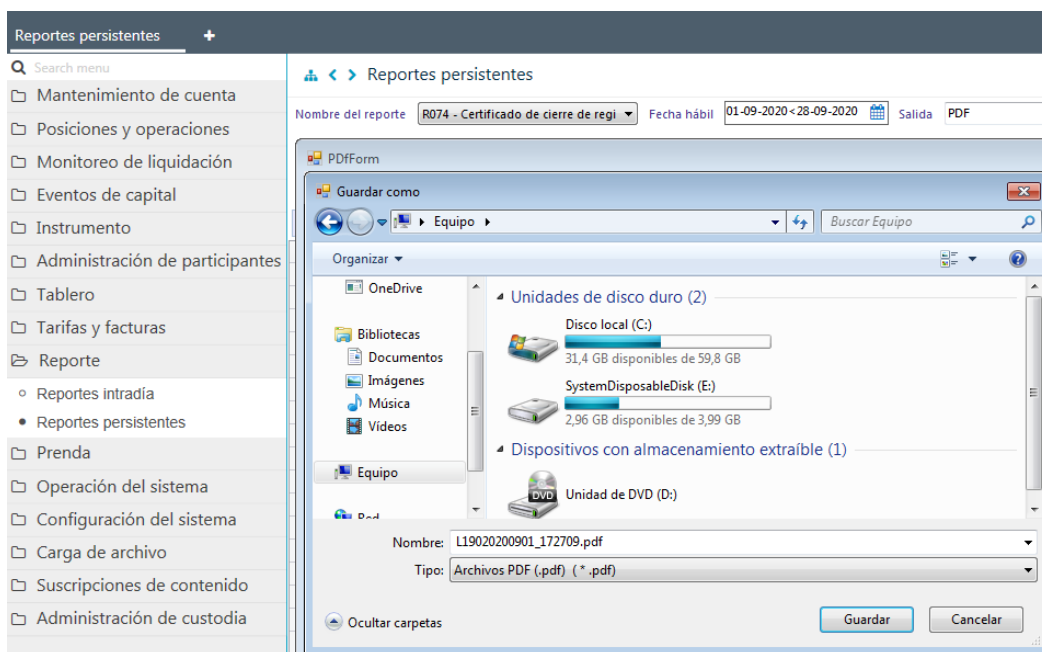 Reportes persistentes +
Search menu
Mantenimiento de cuenta
Posiciones y operaciones
Monitoreo de liquidación
Eventos de capital
Instrumento
Administración de participantes
Tablero
Tarifas y facturas
Reporte
Reportes intradía
Reportes persistentes
Prenda
Operación del sistema
Configuración del sistema
Carga de archivo
Suscripciones de contenido
Administración de custodia
Reportes persistentes
Nombre del reporte R074 - Certificado de cierre de regi Fecha hábil 01-09-2020<28-09-2020 Salida PDF
PDfForm
Guardar como
Equipo
Buscar Equipo
Organizar
OneDrive
Bibliotecas
Documentos
Imágenes
Música
Vídeos
Equipo
Red
Unidades de disco duro (2)
Disco local (C:)
31,4 GB disponibles de 59,8 GB
SystemDisposableDisk (E:)
2,96 GB disponibles de 3,99 GB
Dispositivos con almacenamiento extraíble (1)
DVD
Unidad de DVD (D:)
Nombre: L19020200901_172709.pdf
Tipo: Archivos PDF (.pdf) (*.pdf)
Ocultar carpetas
Guardar
Cancelar